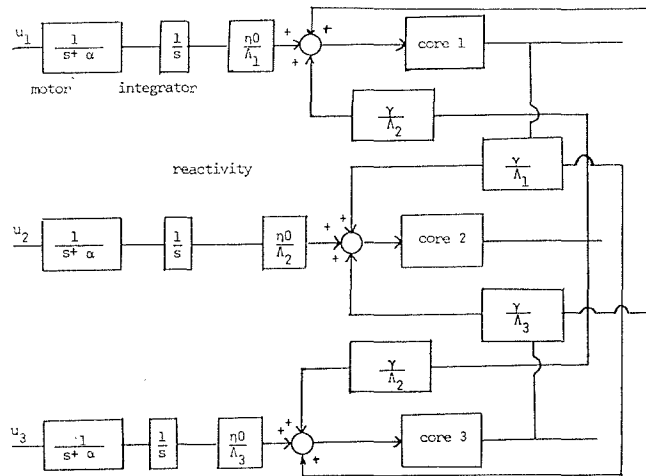 u1 1 / s+ α 1 / s η0 / Λ1 + + + core 1
motor integrator
γ / Λ2
reactivity
γ / Λ1
u2 1 / s+ α 1 / s η0 / Λ2 + + + core 2
γ / Λ3
γ / Λ2
u3 1 / s+ α 1 / s η0 / Λ3 + + + core 3